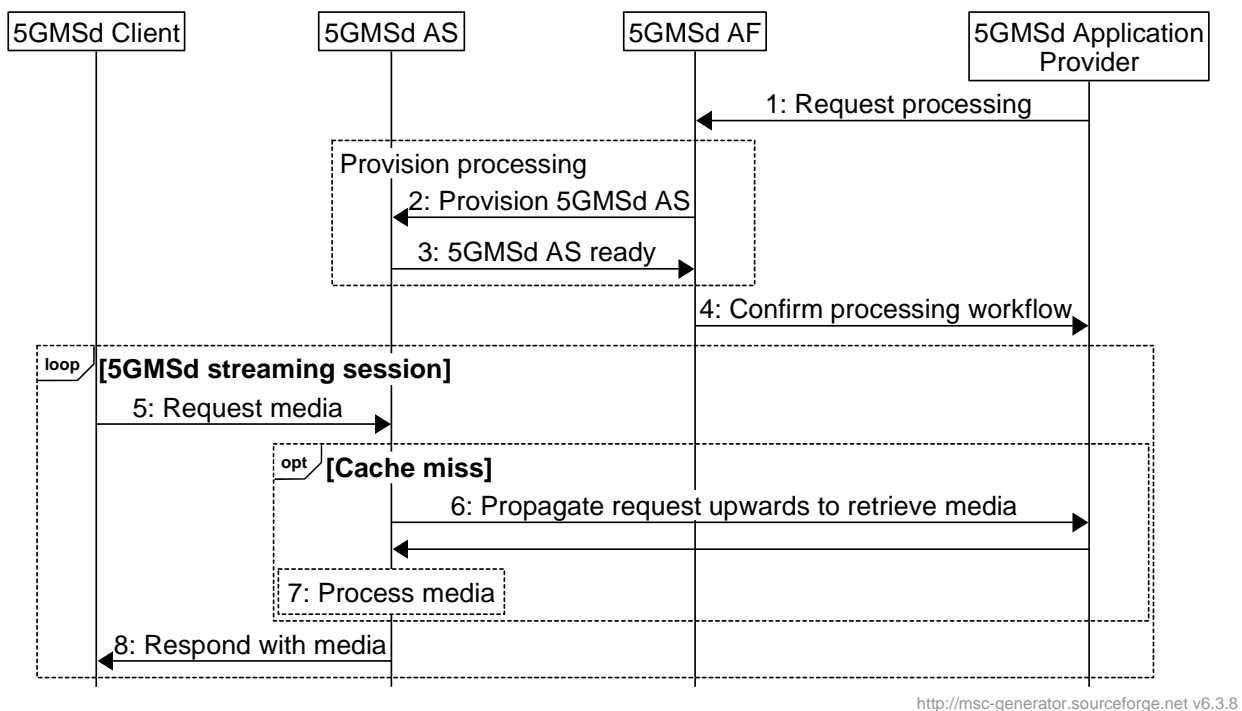 5GMSd Client
5GMSd AS
5GMSd AF
5GMSd Application
Provider
1: Request processing
Provision processing
2: Provision 5GMSd AS
3: 5GMSd AS ready
4: Confirm processing workflow
loop
[5GMSd streaming session]
5: Request media
opt
[Cache miss]
6: Propagate request upwards to retrieve media
7: Process media
8: Respond with media
http://msc-generator.sourceforge.net v6.3.8